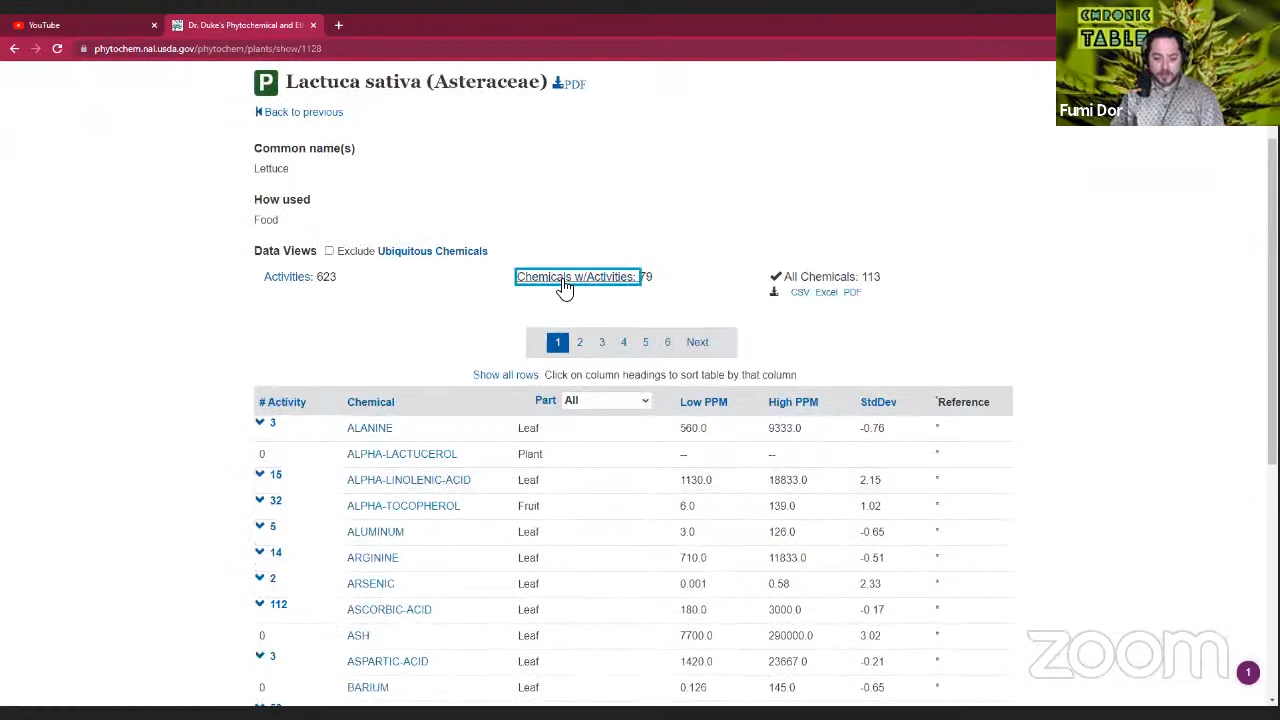 YouTube
Dr. Duke's Phytochemical and Eth
phytochem.nal.usda.gov/phytochem/plants/show/1128
CHRONIC
TABLE
Fumi Dor
P Lactuca sativa (Asteraceae) PDF
Back to previous
Common name(s)
Lettuce
How used
Food
Data Views Exclude Ubiquitous Chemicals
Activities: 623 Chemicals w/Activities: 79 All Chemicals: 113
CSV Excel PDF
1 2 3 4 5 6 Next
Show all rows. Click on column headings to sort table by that column
# Activity Chemical Part All Low PPM High PPM StdDev *Reference
3 ALANINE Leaf 560.0 9333.0 -0.76 *
0 ALPHA-LACTUCEROL Plant -- -- *
15 ALPHA-LINOLENIC-ACID Leaf 1130.0 18833.0 2.15 *
32 ALPHA-TOCOPHEROL Fruit 6.0 139.0 1.02 *
5 ALUMINUM Leaf 3.0 126.0 -0.65 *
14 ARGININE Leaf 710.0 11833.0 -0.51 *
2 ARSENIC Leaf 0.001 0.58 2.33 *
112 ASCORBIC-ACID Leaf 180.0 3000.0 -0.17 *
0 ASH Leaf 7700.0 290000.0 3.02 *
3 ASPARTIC-ACID Leaf 1420.0 23667.0 -0.21 *
0 BARIUM Leaf 0.126 145.0 -0.65 *
zoom
1